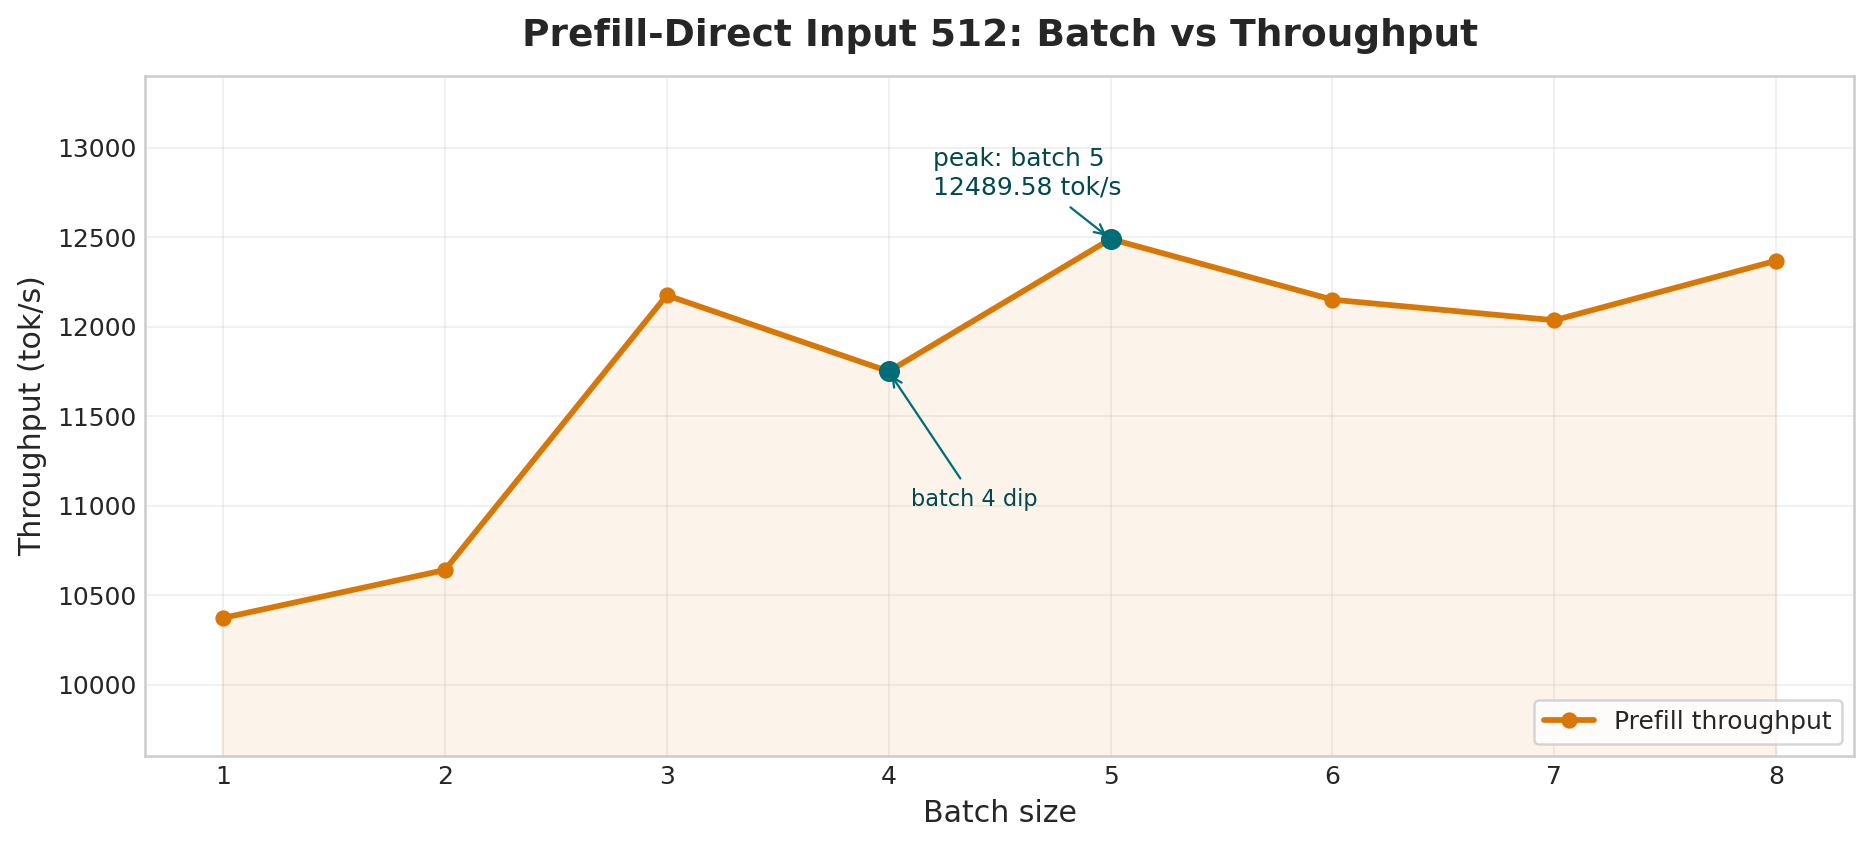 Prefill-Direct Input 512: Batch vs Throughput
Throughput (tok/s)
13000
12500
12000
11500
11000
10500
10000
peak: batch 5
12489.58 tok/s
batch 4 dip
Prefill throughput
1 2 3 4 5 6 7 8
Batch size